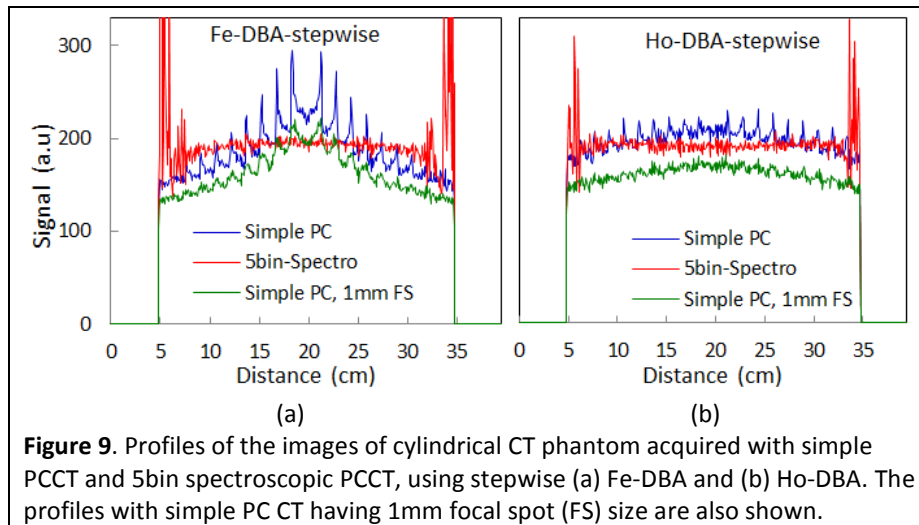 Fe-DBA-stepwise
Ho-DBA-stepwise
300
200
100
0
Signal (a.u)
Simple PC
5bin-Spectro
Simple PC, 1mm FS
Simple PC
5bin-Spectro
Simple PC, 1mm FS
0 5 10 15 20 25 30 35
0 5 10 15 20 25 30 35
Distance (cm)
Distance (cm)
(a)
(b)
Figure 9. Profiles of the images of cylindrical CT phantom acquired with simple
PCCT and 5bin spectroscopic PCCT, using stepwise (a) Fe-DBA and (b) Ho-DBA. The
profiles with simple PC CT having 1mm focal spot (FS) size are also shown.